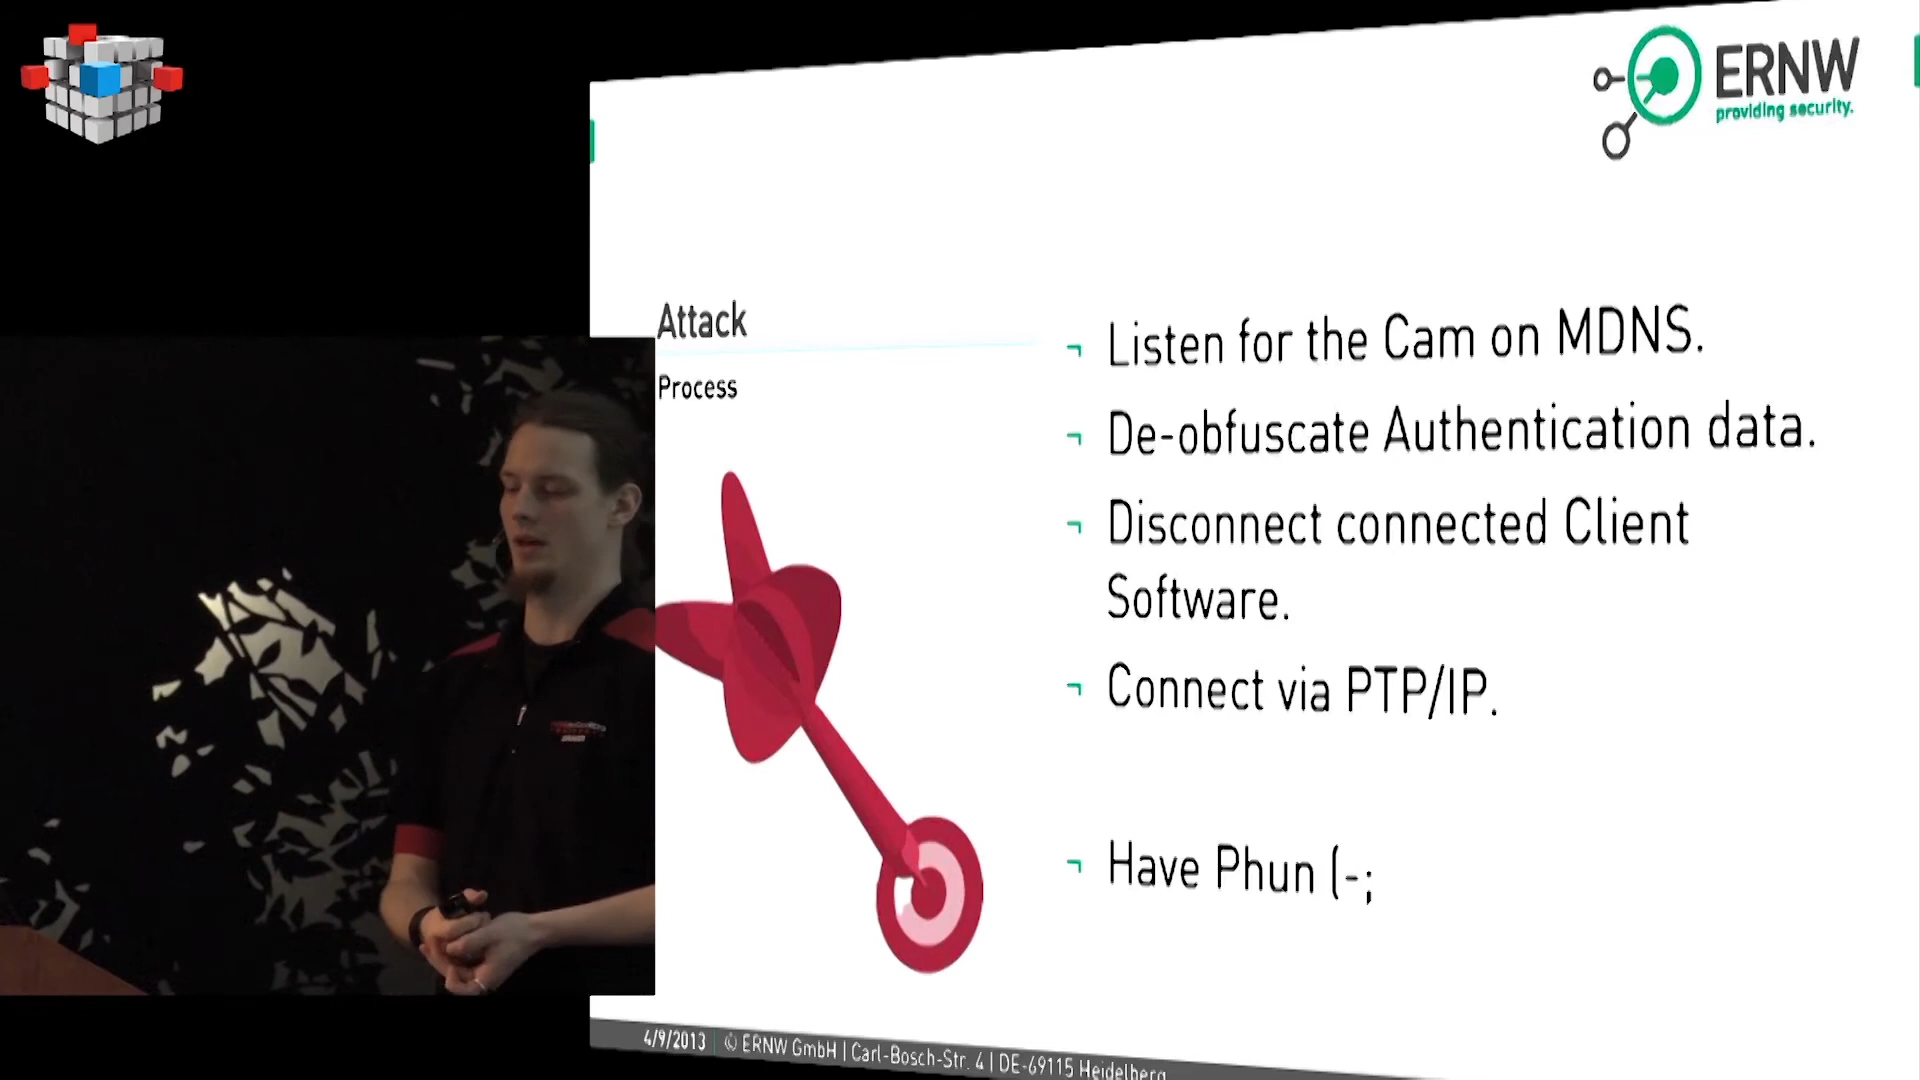 ERNW
providing security.
Attack
Process
¬ Listen for the Cam on MDNS.
¬ De-obfuscate Authentication data.
¬ Disconnect connected Client
Software.
¬ Connect via PTP/IP.
¬ Have Phun (-;
4/9/2013 | © ERNW GmbH | Carl-Bosch-Str. 4 | DE-69115 Heidelberg